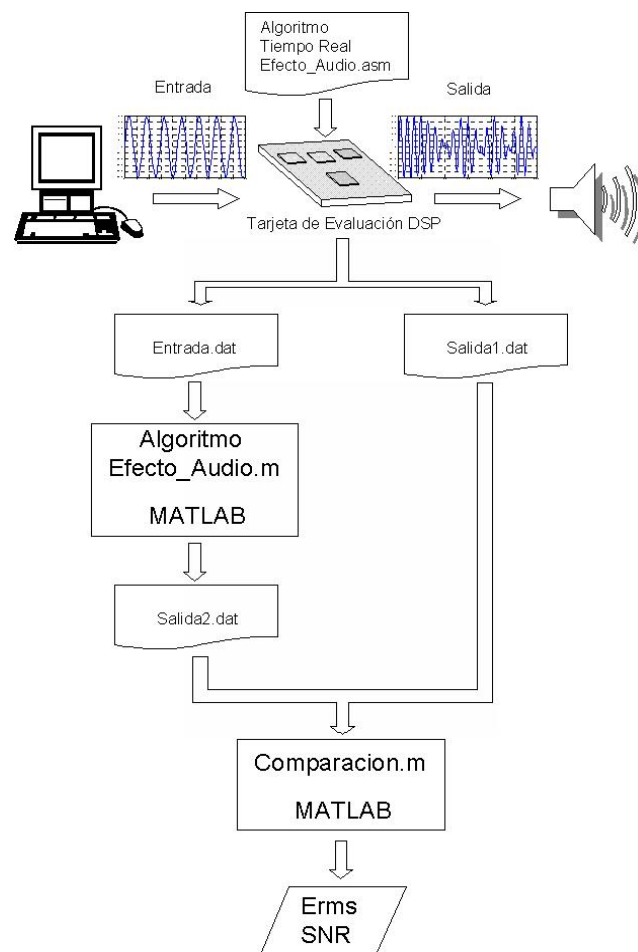 Algoritmo
Tiempo Real
Efecto_Audio.asm
Entrada
Salida
Tarjeta de Evaluación DSP
Entrada.dat
Salida1.dat
Algoritmo
Efecto_Audio.m
MATLAB
Salida2.dat
Comparacion.m
MATLAB
Erms
SNR